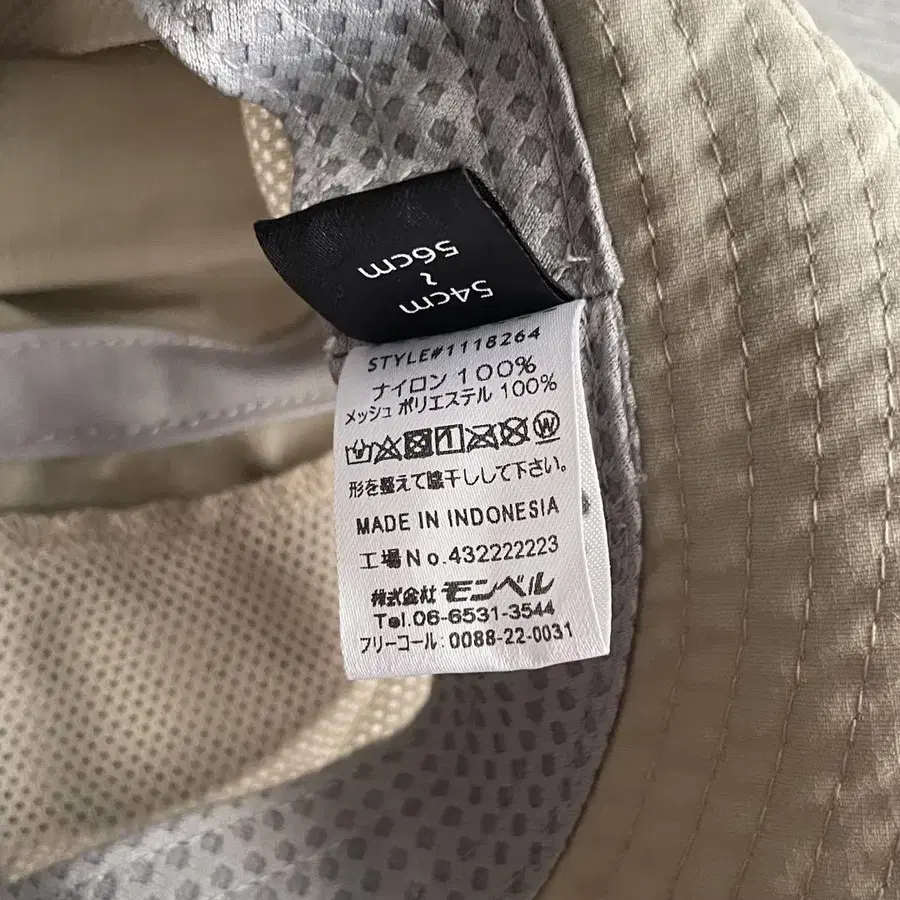 54cm
~
56cm
STYLE#1118264
ナイロン 100%
メッシュ ポリエステル 100%
形を整えて陰干しして下さい。
MADE IN INDONESIA
工場No.432222223
株式会社 モンベル
Tel.06-6531-3544
フリーコール:0088-22-0031